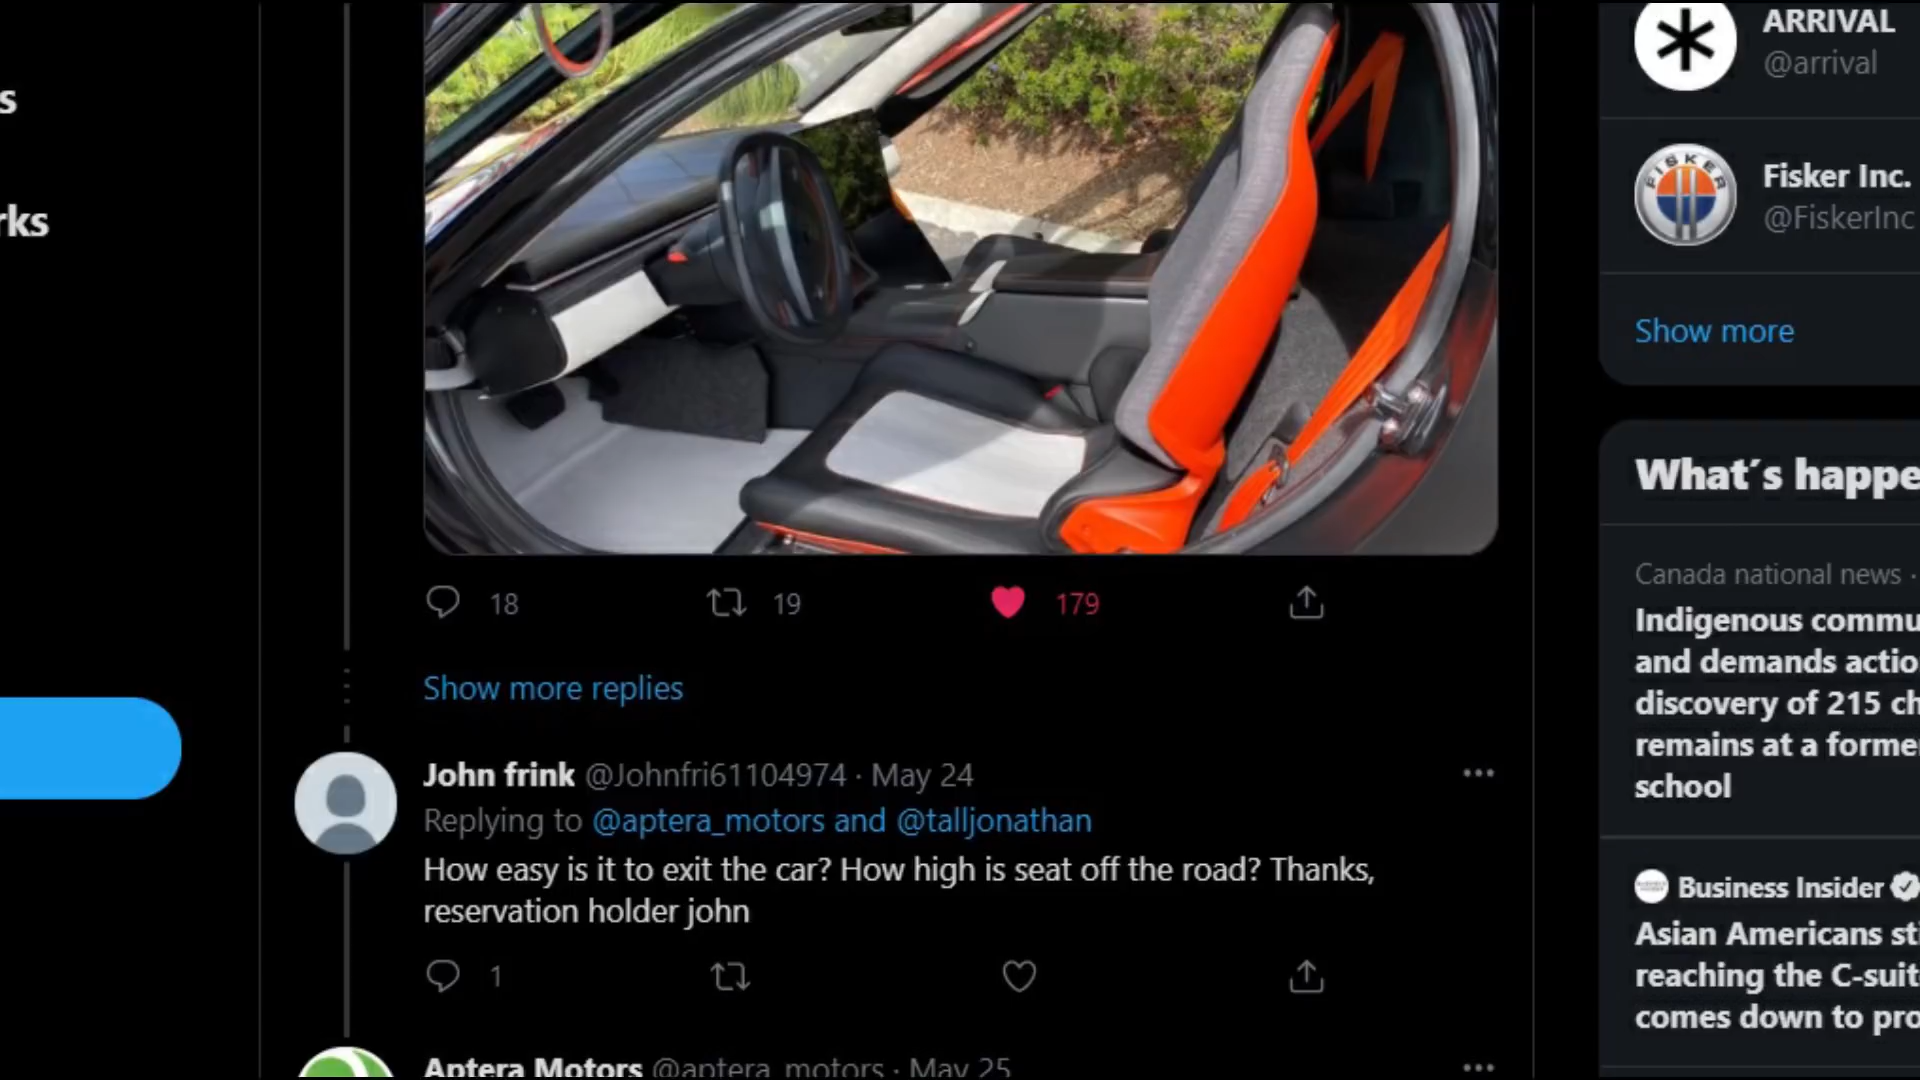 s
rks
18 19 179
Show more replies
John frink @Johnfri61104974 · May 24
Replying to @aptera_motors and @talljonathan
How easy is it to exit the car? How high is seat off the road? Thanks,
reservation holder john
1
Aptera Motors @aptera_motors · May 25
ARRIVAL
@arrival
FISKER
Fisker Inc.
@FiskerInc
Show more
What's happe
Canada national news ·
Indigenous commu
and demands actio
discovery of 215 ch
remains at a forme
school
Business Insider
Asian Americans sti
reaching the C-suit
comes down to pro